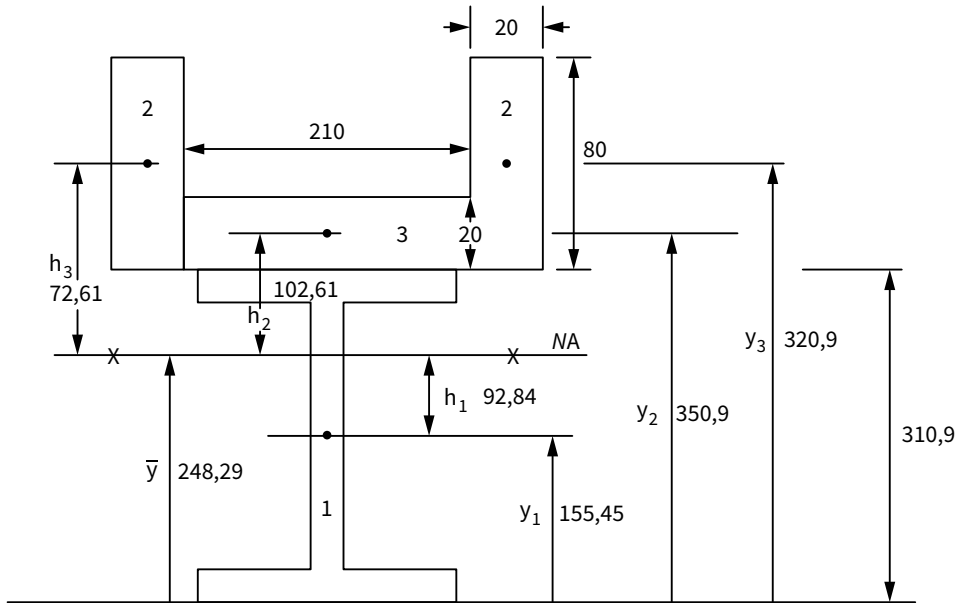 20
2
2
210
80
3
20
h3
72,61
102,61
h2
NA
X
X
y3 320,9
h1 92,84
y2 350,9
310,9
ȳ 248,29
1
y1 155,45